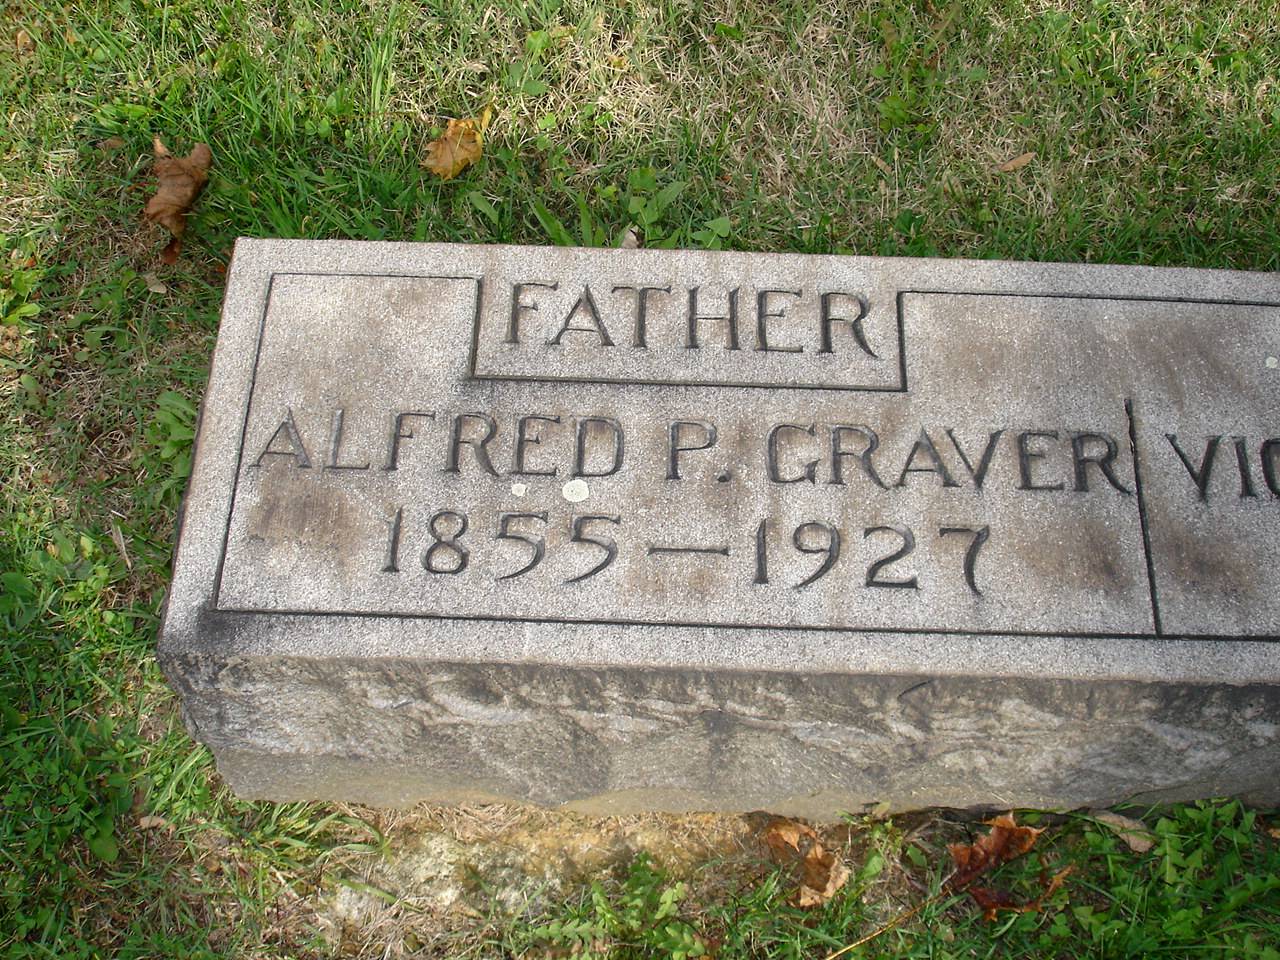 FATHER
ALFRED P. GRAVER
1855 — 1927